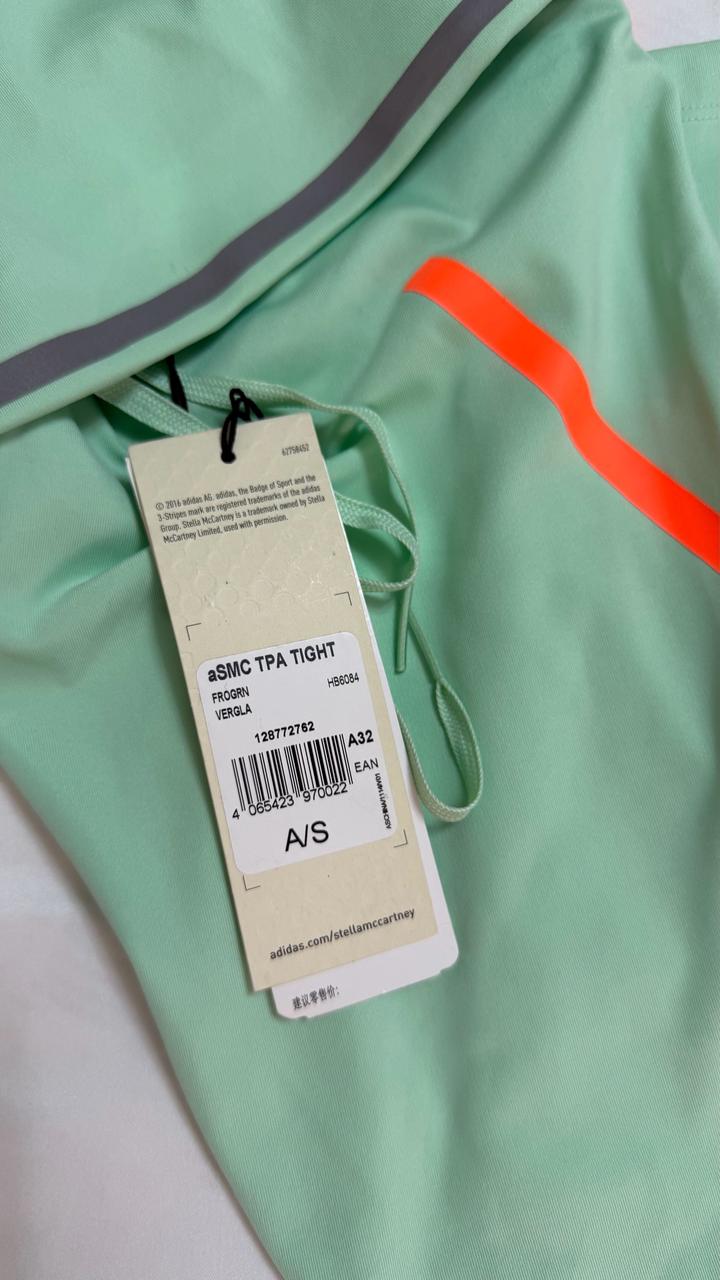 62758452
© 2016 adidas AG. adidas, the Badge of Sport and the
3-Stripes mark are registered trademarks of the adidas
Group. Stella McCartney is a trademark owned by Stella
McCartney Limited, used with permission.
aSMC TPA TIGHT
FROGRN HB6084
VERGLA
128772762
A32
EAN
4 065423 970022
A/S
adidas.com/stellamccartney
建议零售价: